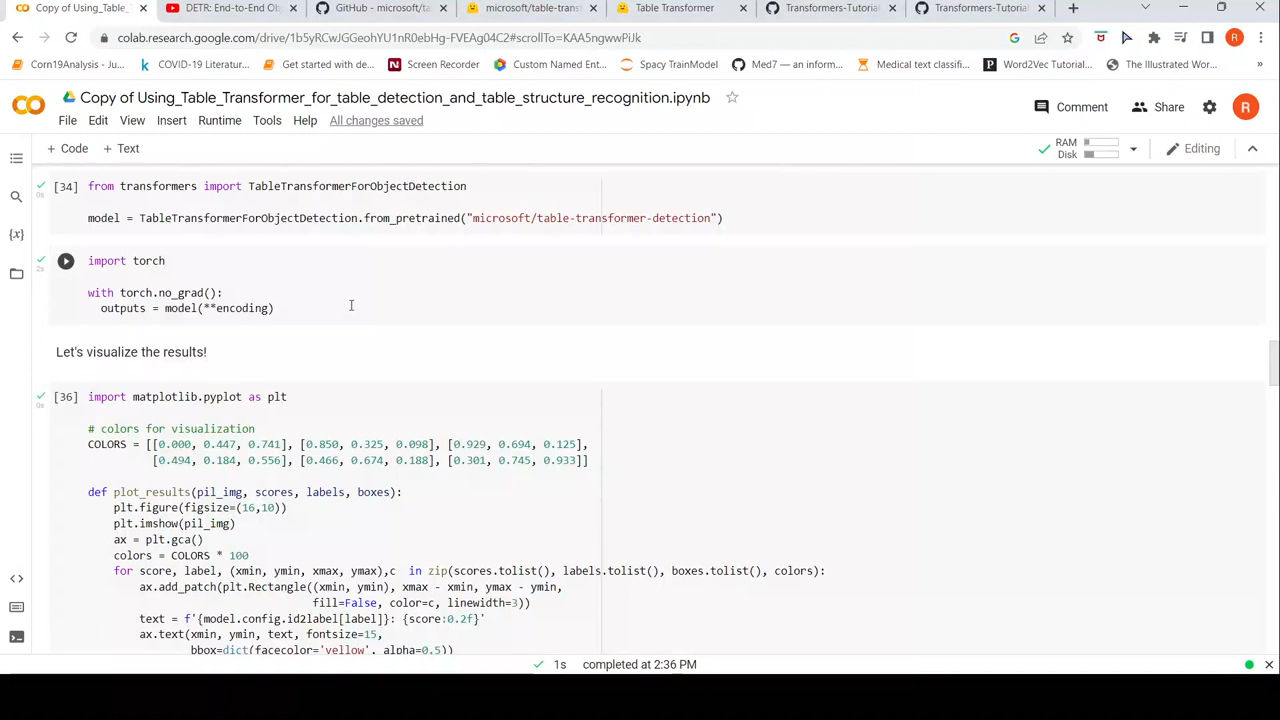 Copy of Using_Table_
DETR: End-to-End Ob
GitHub - microsoft/ta
microsoft/table-trans
Table Transformer
Transformers-Tutorial
Transformers-Tutorial
colab.research.google.com/drive/1b5yRCwJGGeohYU1nR0ebHg-FVEAg04C2#scrollTo=KAA5ngwwPiJk
R
Corn19Analysis - Ju...
COVID-19 Literatur...
Get started with de...
Screen Recorder
Custom Named Ent...
Spacy TrainModel
Med7 — an inform...
Medical text classifi...
Word2Vec Tutorial...
The Illustrated Wor...
»
CO
Copy of Using_Table_Transformer_for_table_detection_and_table_structure_recognition.ipynb
Comment
Share
R
File Edit View Insert Runtime Tools Help All changes saved
+ Code + Text
RAM
Disk
Editing
[34] from transformers import TableTransformerForObjectDetection
0s
model = TableTransformerForObjectDetection.from_pretrained("microsoft/table-transformer-detection")
{x}
import torch
2s
with torch.no_grad():
outputs = model(**encoding)
Let's visualize the results!
[36] import matplotlib.pyplot as plt
0s
# colors for visualization
COLORS = [[0.000, 0.447, 0.741], [0.850, 0.325, 0.098], [0.929, 0.694, 0.125],
[0.494, 0.184, 0.556], [0.466, 0.674, 0.188], [0.301, 0.745, 0.933]]
def plot_results(pil_img, scores, labels, boxes):
plt.figure(figsize=(16,10))
plt.imshow(pil_img)
ax = plt.gca()
colors = COLORS * 100
for score, label, (xmin, ymin, xmax, ymax),c in zip(scores.tolist(), labels.tolist(), boxes.tolist(), colors):
ax.add_patch(plt.Rectangle((xmin, ymin), xmax - xmin, ymax - ymin,
fill=False, color=c, linewidth=3))
text = f'{model.config.id2label[label]}: {score:0.2f}'
ax.text(xmin, ymin, text, fontsize=15,
bbox=dict(facecolor='yellow', alpha=0.5))
1s completed at 2:36 PM